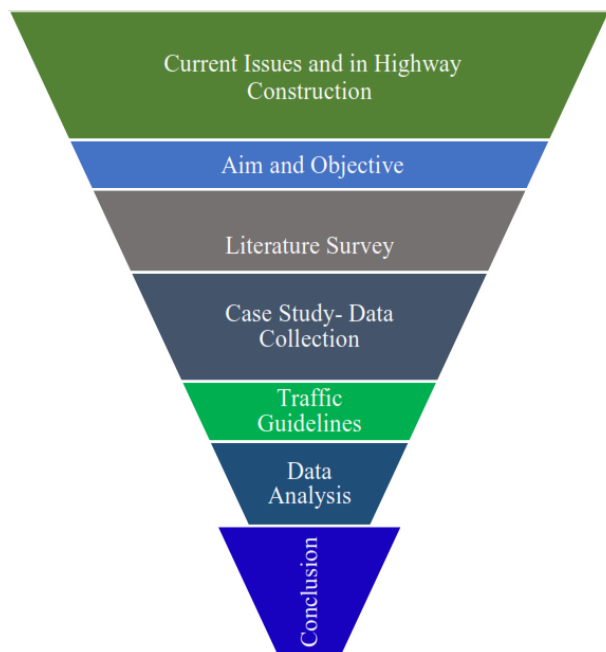 Current Issues and in Highway
Construction
Aim and Objective
Literature Survey
Case Study- Data
Collection
Traffic
Guidelines
Data
Analysis
Conclusion